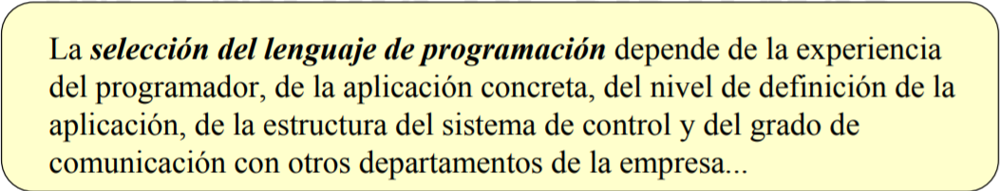 La selección del lenguaje de programación depende de la experiencia
del programador, de la aplicación concreta, del nivel de definición de la
aplicación, de la estructura del sistema de control y del grado de
comunicación con otros departamentos de la empresa...